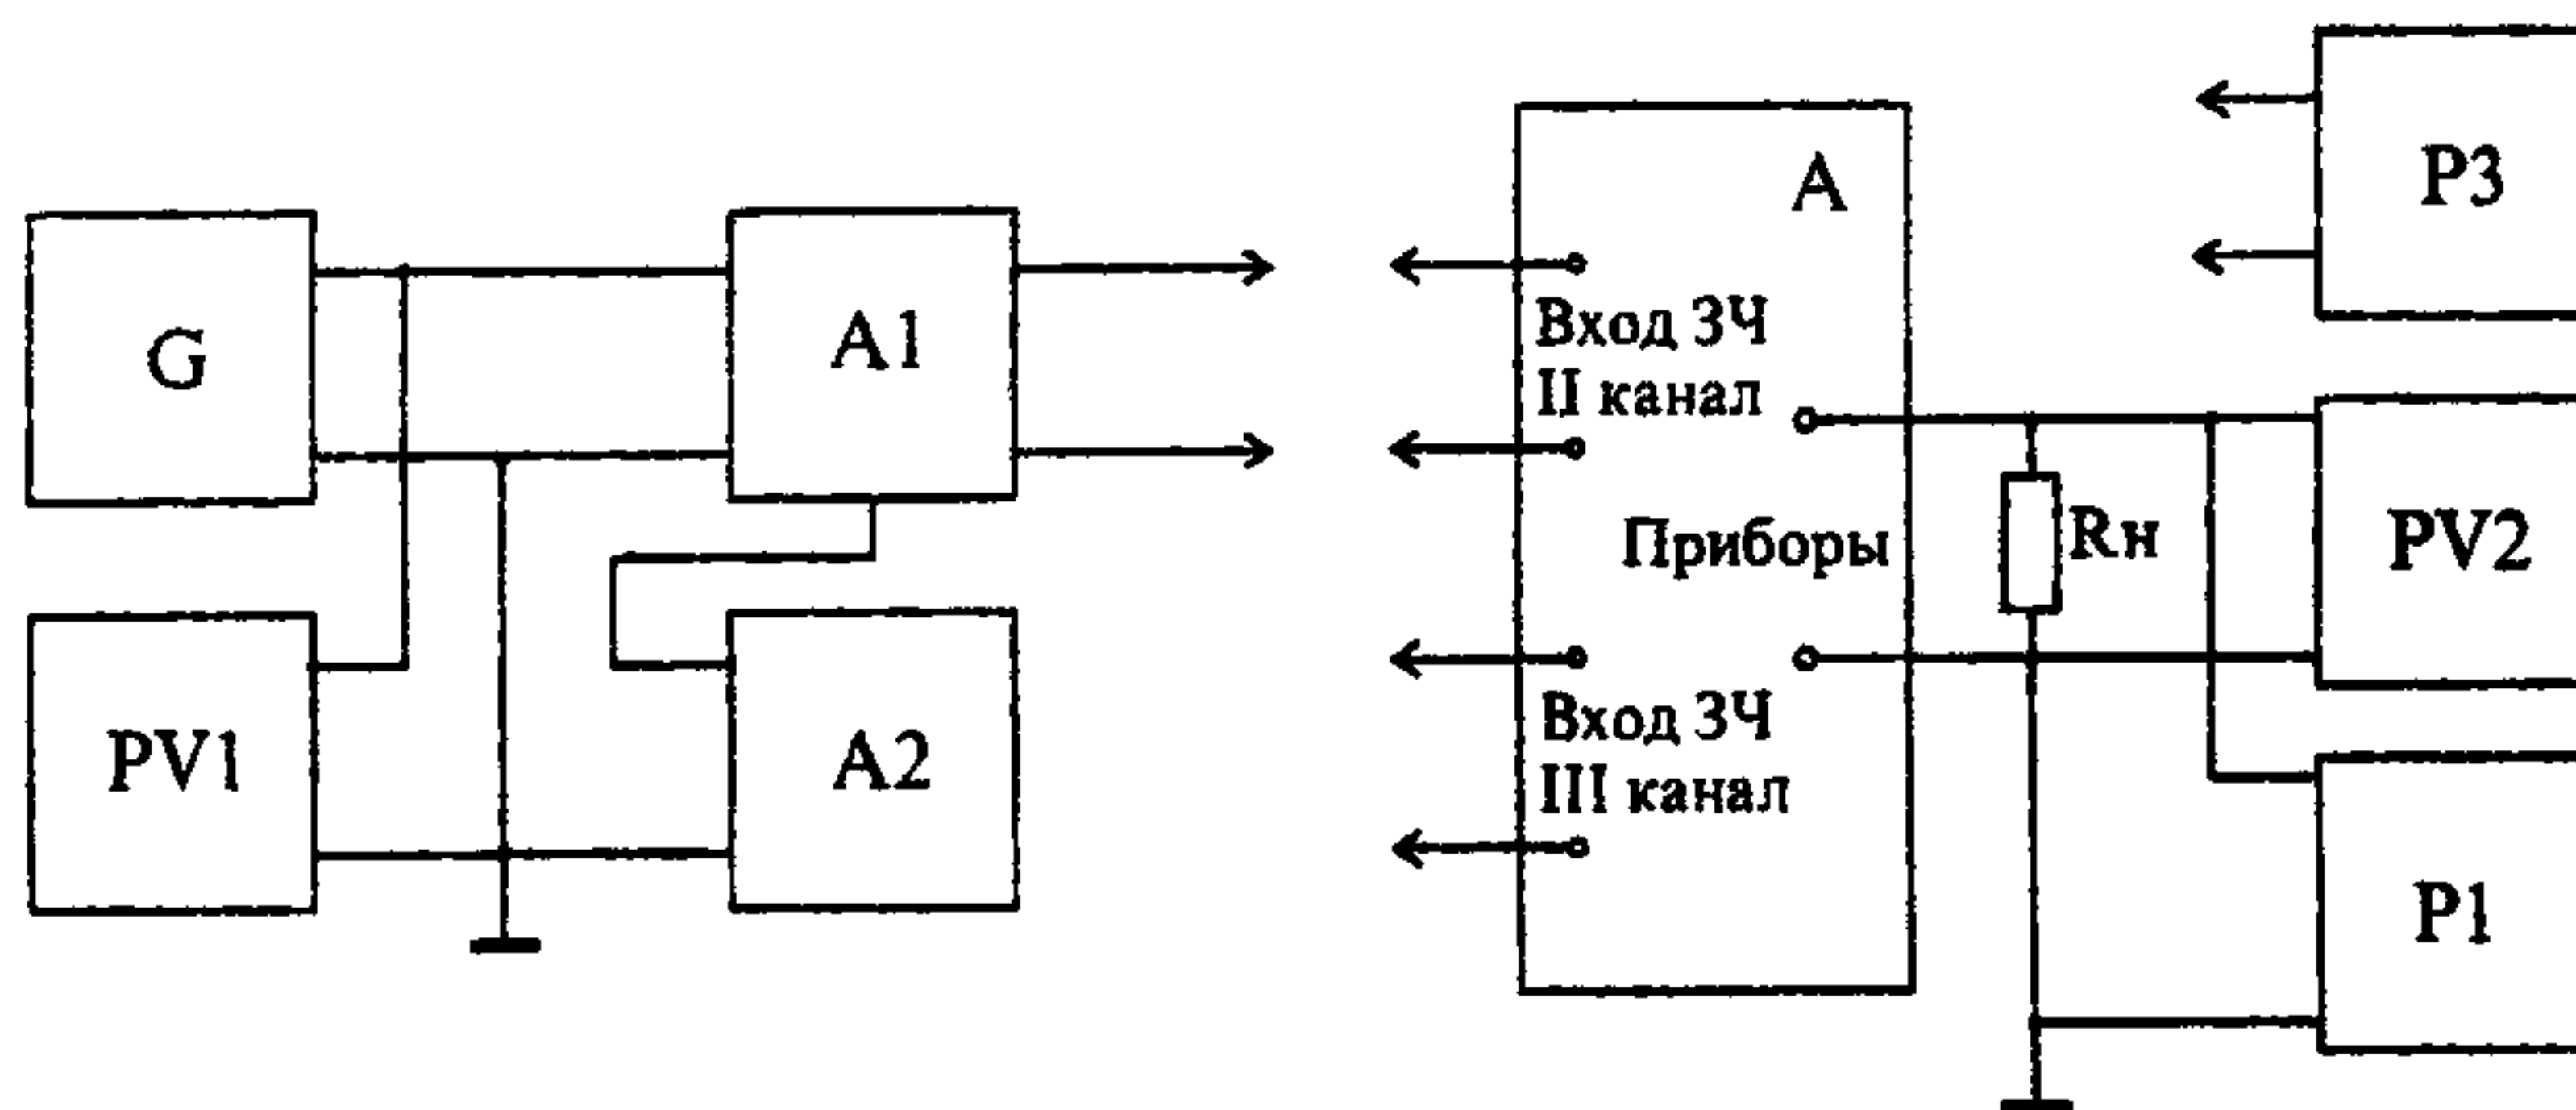 G
PV1
A1
A2
A
Вход ЗЧ
II канал
Приборы
Вход ЗЧ
III канал
Rн
P3
PV2
P1